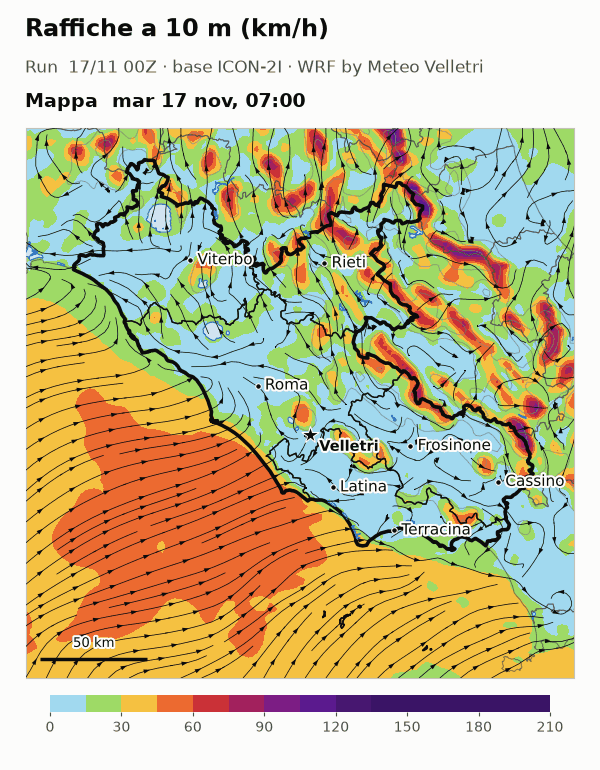 Raffiche a 10 m (km/h)
Run  17/11 00Z · base ICON-2I · WRF by Meteo Velletri
Mappa  mar 17 nov, 07:00
Viterbo
Rieti
Roma
Velletri
Frosinone
Latina
Cassino
Terracina
50 km
0 30 60 90 120 150 180 210